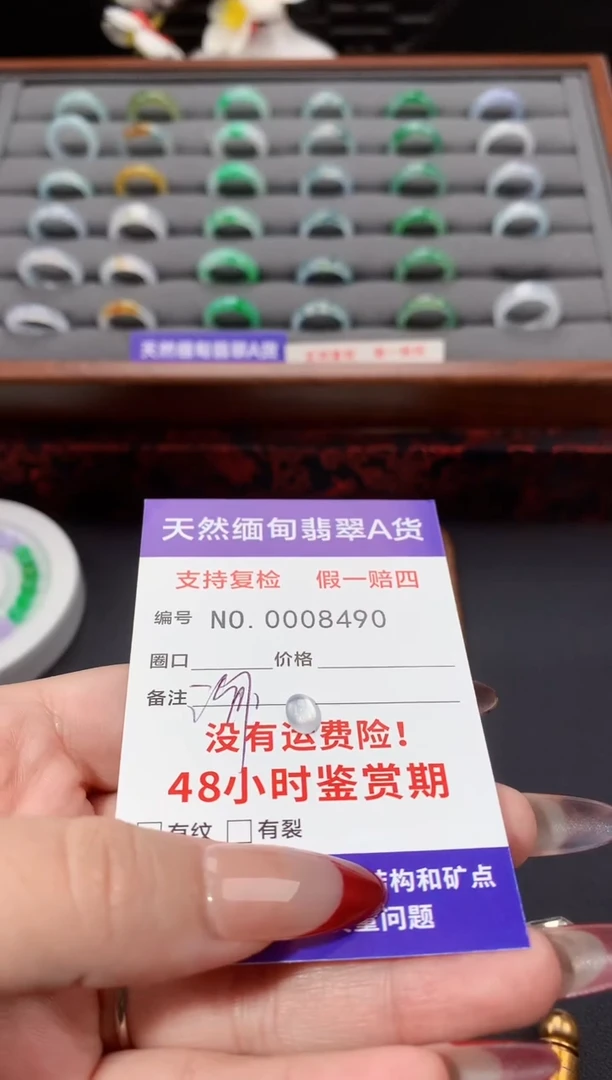 天然缅甸翡翠A货
天然缅甸翡翠A货
支持复检 假一赔四
编号 NO. 0008490
圈口 价格
备注
没有运费险！
48小时鉴赏期
有纹 有裂
结构和矿点
质量问题